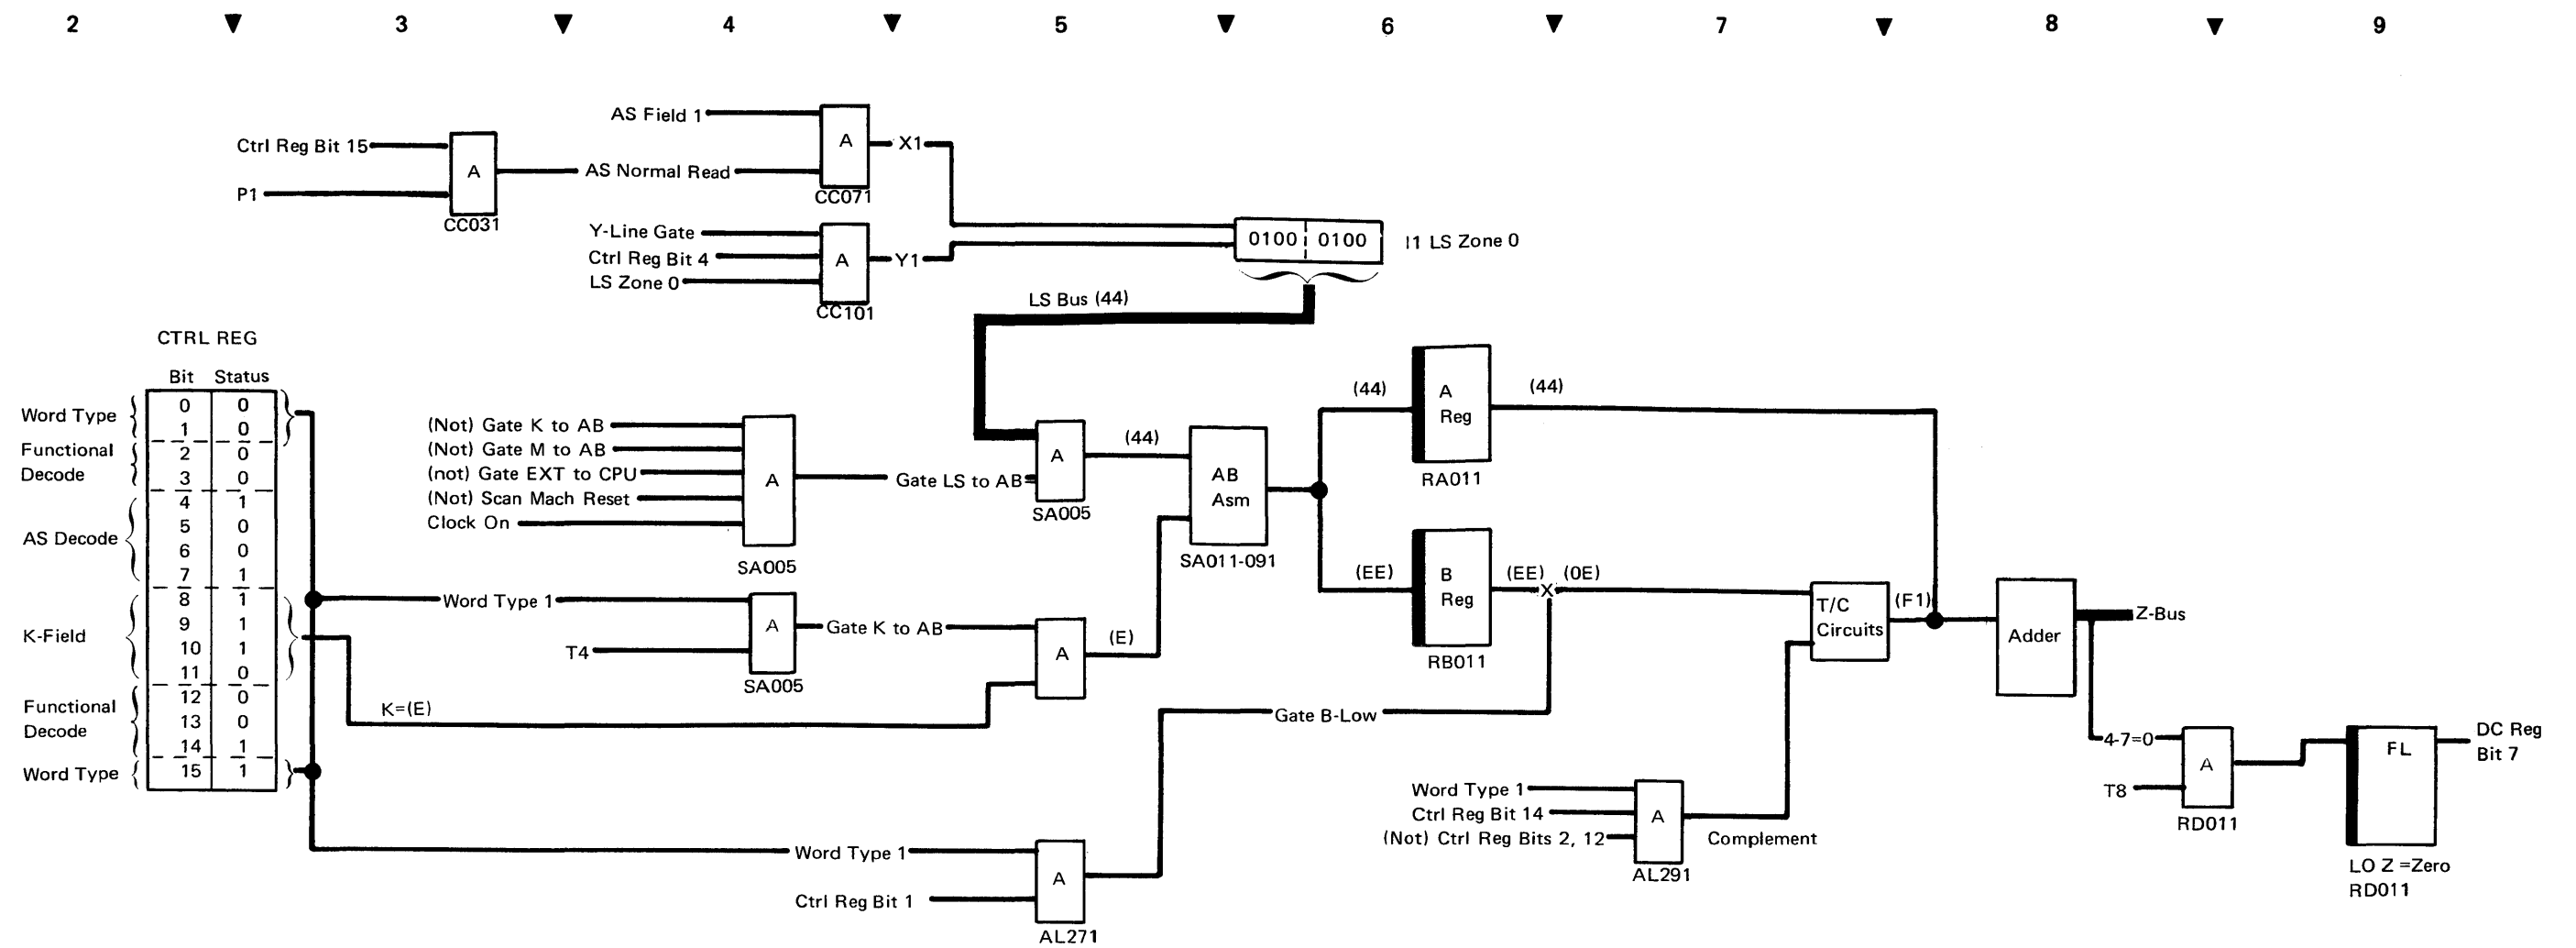 2 3 4 5 6 7 8 9
AS Field 1
A
X1
Ctrl Reg Bit 15
A
AS Normal Read
P1
CC071
CC031
Y-Line Gate
Ctrl Reg Bit 4
A
Y1
LS Zone 0
CC101
0100 0100
I1 LS Zone 0
LS Bus (44)
CTRL REG
Bit Status
Word Type
0 0
1 0
Functional
Decode
2 0
3 0
AS Decode
4 1
5 0
6 0
7 1
K-Field
8 1
9 1
10 1
11 0
Functional
Decode
12 0
13 0
14 1
Word Type
15 1
(Not) Gate K to AB
(Not) Gate M to AB
(not) Gate EXT to CPU
(Not) Scan Mach Reset
Clock On
A
SA005
Gate LS to AB
A
SA005
(44)
AB
Asm
SA011-091
(44)
A
Reg
RA011
(44)
(EE)
B
Reg
RB011
(EE) X (0E)
Word Type 1
A
T4
SA005
Gate K to AB
A
(E)
K=(E)
Gate B-Low
Word Type 1
Ctrl Reg Bit 1
A
AL271
T/C
Circuits
(F1)
Adder
Z-Bus
Word Type 1
Ctrl Reg Bit 14
(Not) Ctrl Reg Bits 2, 12
A
AL291
Complement
4-7=0
T8
A
RD011
FL
LO Z =Zero
RD011
DC Reg
Bit 7